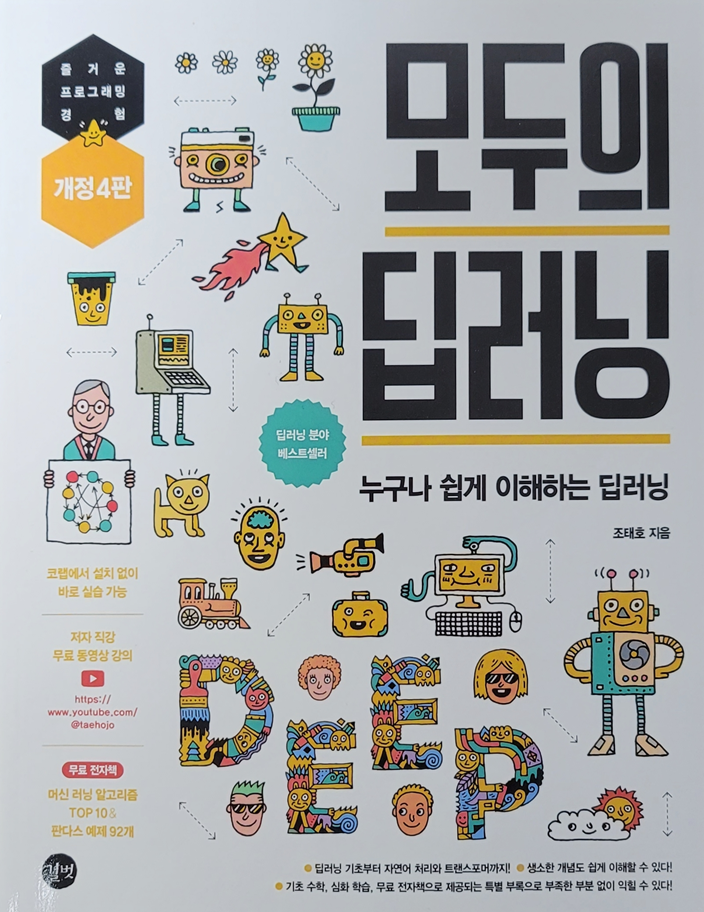 즐거운
프로그래밍
경험
개정4판
모두의
딥러닝
누구나 쉽게 이해하는 딥러닝
조태호 지음
딥러닝 분야
베스트셀러
코랩에서 설치 없이
바로 실습 가능
저자 직강
무료 동영상 강의
https://
www.youtube.com/
@taehojo
무료 전자책
머신 러닝 알고리즘
TOP 10&
판다스 예제 92개
DEEP
길벗
딥러닝 기초부터 자연어 처리와 트랜스포머까지! 생소한 개념도 쉽게 이해할 수 있다!
기초 수학, 심화 학습, 무료 전자책으로 제공되는 특별 부록으로 부족한 부분 없이 익힐 수 있다!